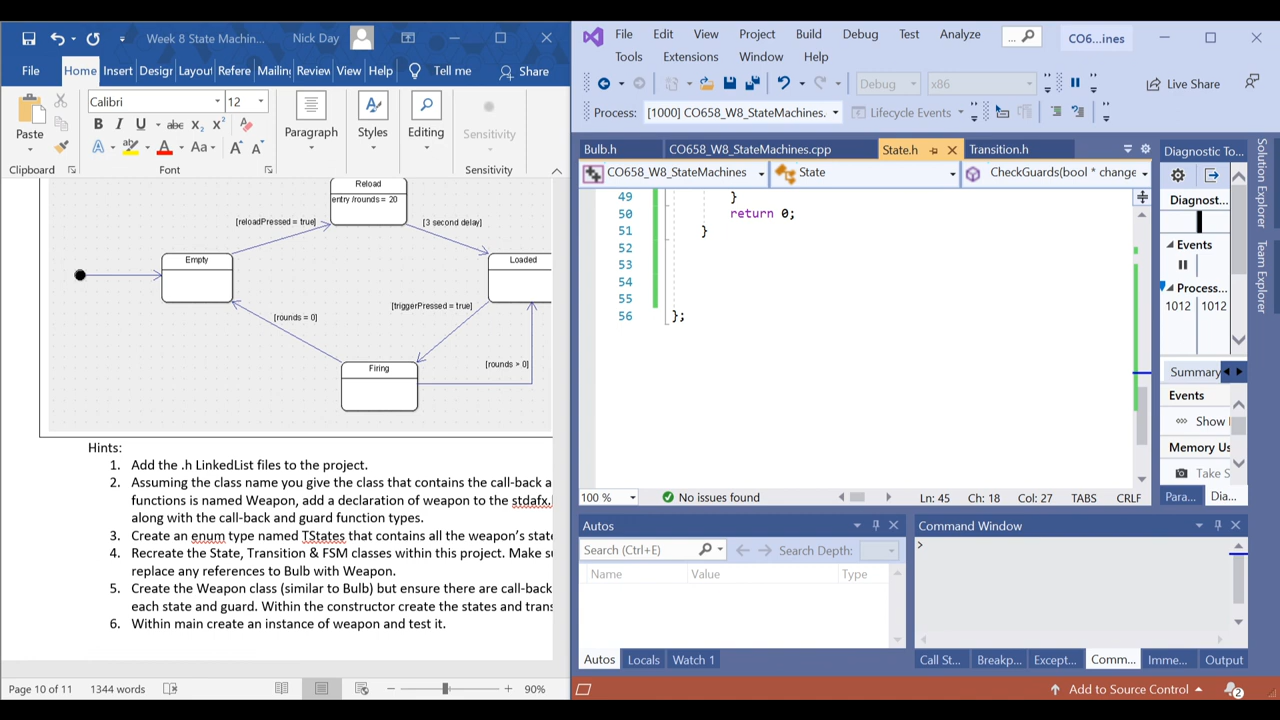 Week 8 State Machin...
Nick Day
File
Home
Insert
Design
Layout
Refere
Mailing
Review
View
Help
Tell me
Share
Paste
Calibri
12
B I U abc x₂ x²
Aa
Paragraph
Styles
Editing
Sensitivity
Clipboard
Font
Sensitivity
Reload
entry /rounds = 20
[reloadPressed = true]
[3 second delay]
Empty
Loaded
[triggerPressed = true]
[rounds = 0]
[rounds > 0]
Firing
Hints:
1. Add the .h LinkedList files to the project.
2. Assuming the class name you give the class that contains the call-back a
functions is named Weapon, add a declaration of weapon to the stdafx.
along with the call-back and guard function types.
3. Create an enum type named TStates that contains all the weapon's state
4. Recreate the State, Transition & FSM classes within this project. Make su
replace any references to Bulb with Weapon.
5. Create the Weapon class (similar to Bulb) but ensure there are call-back
each state and guard. Within the constructor create the states and trans
6. Within main create an instance of weapon and test it.
Page 10 of 11
1344 words
90%
File
Edit
View
Project
Build
Debug
Test
Analyze
...
CO6...ines
Tools
Extensions
Window
Help
Debug
x86
Live Share
Process:
[1000] CO658_W8_StateMachines.
Lifecycle Events
Bulb.h
CO658_W8_StateMachines.cpp
State.h
Transition.h
CO658_W8_StateMachines
State
CheckGuards(bool * change
49 }
50 return 0;
51 }
52
53
54
55
56 };
100 %
No issues found
Ln: 45
Ch: 18
Col: 27
TABS
CRLF
Diagnostic To...
Diagnost...
Events
Process
1012 1012
Summary
Events
Show
Memory Us
Take S
Para...
Dia...
Solution Explorer
Team Explorer
Autos
Search (Ctrl+E)
Search Depth:
Name
Value
Type
Autos
Locals
Watch 1
Command Window
>
Call St...
Breakp...
Except...
Comm...
Imme...
Output
Add to Source Control
2